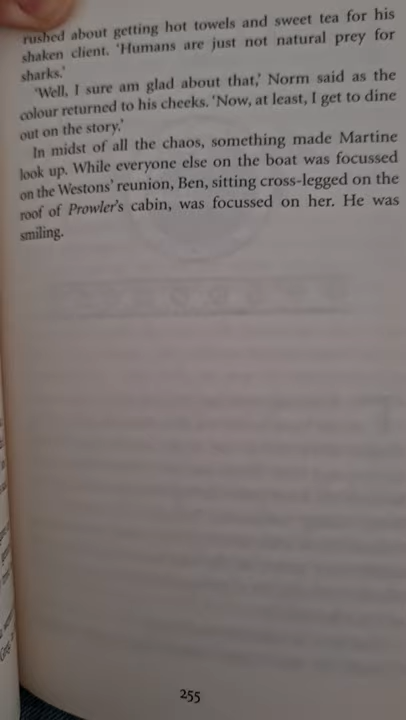 rushed about getting hot towels and sweet tea for his
shaken client. ‘Humans are just not natural prey for
sharks.’
‘Well, I sure am glad about that,’ Norm said as the
colour returned to his cheeks. ‘Now, at least, I get to dine
out on the story.’
In midst of all the chaos, something made Martine
look up. While everyone else on the boat was focussed
on the Westons’ reunion, Ben, sitting cross-legged on the
roof of Prowler’s cabin, was focussed on her. He was
smiling.
255